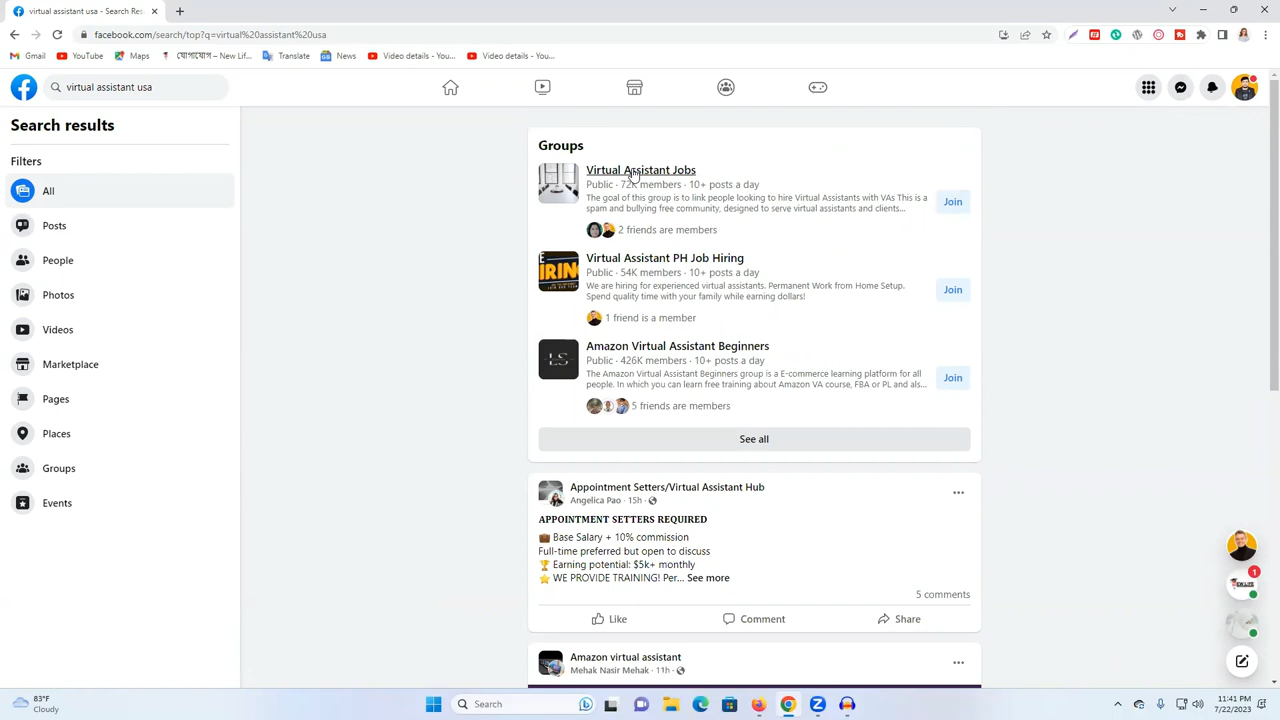 virtual assistant usa - Search Res
facebook.com/search/top?q=virtual%20assistant%20usa
Gmail
YouTube
Maps
যোগাযোগ – New Lif...
Translate
News
Video details - You...
Video details - You...
virtual assistant usa
Search results
Filters
All
Posts
People
Photos
Videos
Marketplace
Pages
Places
Groups
Events
Groups
Virtual Assistant Jobs
Public · 72K members · 10+ posts a day
The goal of this group is to link people looking to hire Virtual Assistants with VAs This is a
spam and bullying free community, designed to serve virtual assistants and clients...
2 friends are members
Join
Virtual Assistant PH Job Hiring
Public · 54K members · 10+ posts a day
We are hiring for experienced virtual assistants. Permanent Work from Home Setup.
Spend quality time with your family while earning dollars!
1 friend is a member
Join
Amazon Virtual Assistant Beginners
Public · 426K members · 10+ posts a day
The Amazon Virtual Assistant Beginners group is a E-commerce learning platform for all
people. In which you can learn free training about Amazon VA course, FBA or PL and als...
5 friends are members
Join
See all
Appointment Setters/Virtual Assistant Hub
Angelica Pao · 15h ·
APPOINTMENT SETTERS REQUIRED
Base Salary + 10% commission
Full-time preferred but open to discuss
Earning potential: $5k+ monthly
WE PROVIDE TRAINING! Per... See more
5 comments
Like
Comment
Share
Amazon virtual assistant
Mehak Nasir Mehak · 11h ·
1
83°F
Cloudy
Search
11:41 PM
7/22/2023